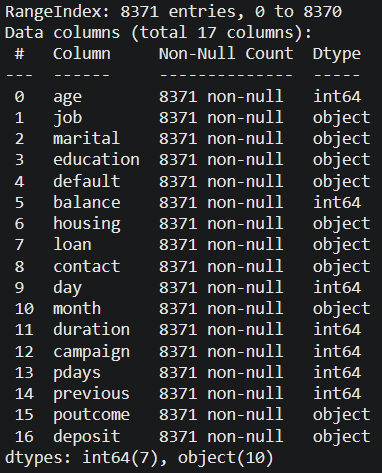 RangeIndex: 8371 entries, 0 to 8370
Data columns (total 17 columns):
 #   Column     Non-Null Count  Dtype
---  ------     --------------  -----
 0   age        8371 non-null   int64
 1   job        8371 non-null   object
 2   marital    8371 non-null   object
 3   education  8371 non-null   object
 4   default    8371 non-null   object
 5   balance    8371 non-null   int64
 6   housing    8371 non-null   object
 7   loan       8371 non-null   object
 8   contact    8371 non-null   object
 9   day        8371 non-null   int64
 10  month      8371 non-null   object
 11  duration   8371 non-null   int64
 12  campaign   8371 non-null   int64
 13  pdays      8371 non-null   int64
 14  previous   8371 non-null   int64
 15  poutcome   8371 non-null   object
 16  deposit    8371 non-null   object
dtypes: int64(7), object(10)